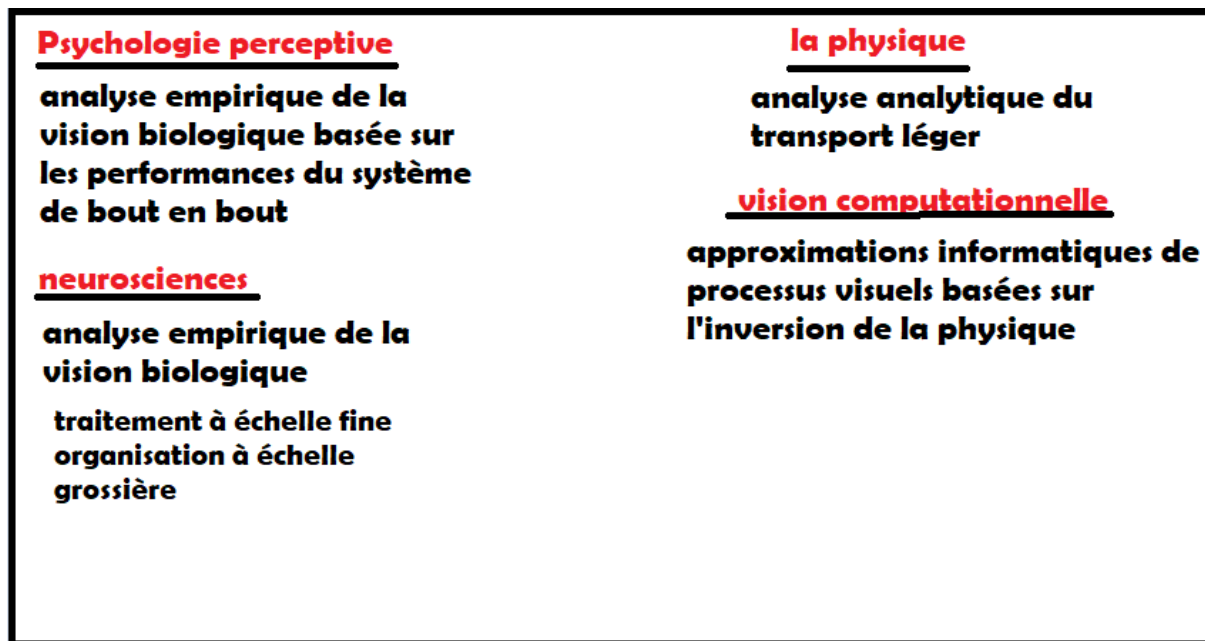 Psychologie perceptive
analyse empirique de la
vision biologique basée sur
les performances du système
de bout en bout
neurosciences
analyse empirique de la
vision biologique
traitement à échelle fine
organisation à échelle
grossière
la physique
analyse analytique du
transport léger
vision computationnelle
approximations informatiques de
processus visuels basées sur
l'inversion de la physique